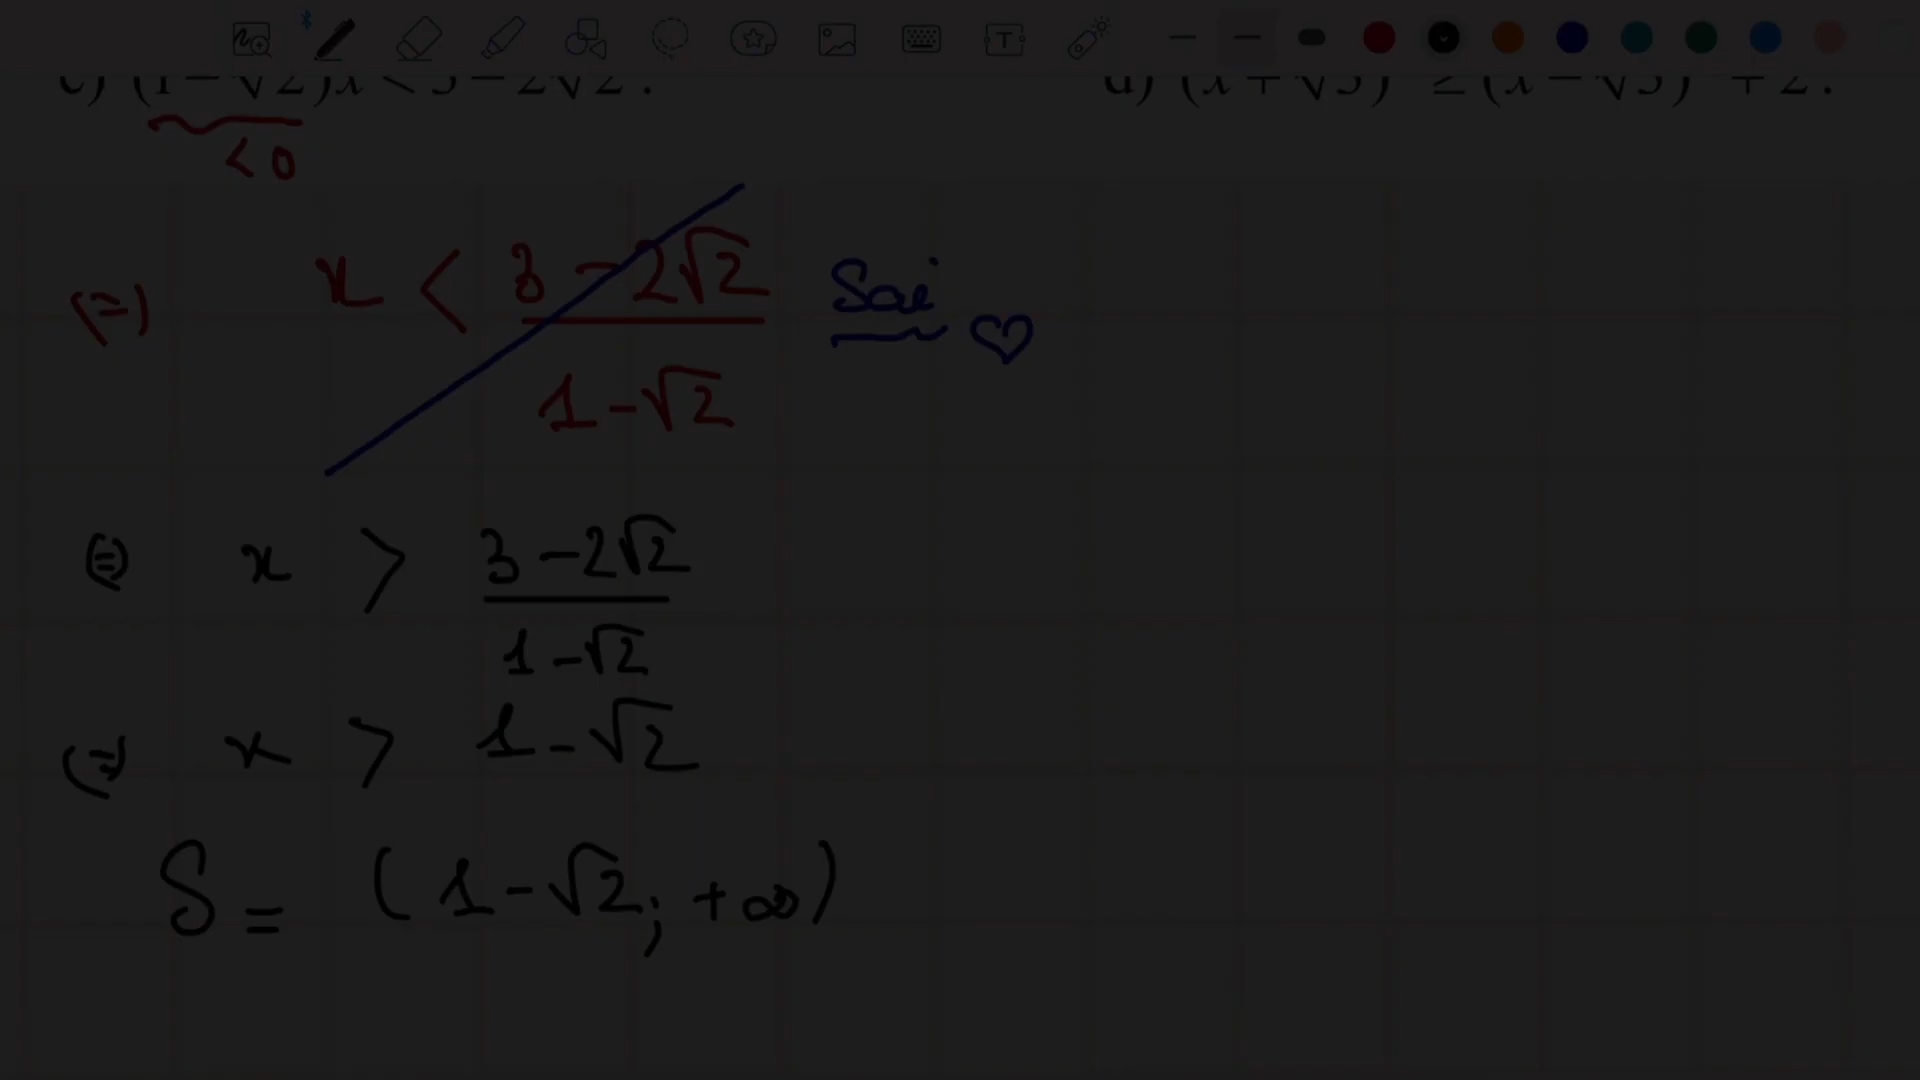 c) (1 − √2)x < 3 − 2√2 .
d) (x + √3)² ≥ (x − √3)² + 2 .
< 0
(=) x < 3 − 2√2 / 1 − √2 Sai
(=) x > 3 − 2√2 / 1 − √2
(=) x > 1 − √2
S = (1 − √2 ; +∞)